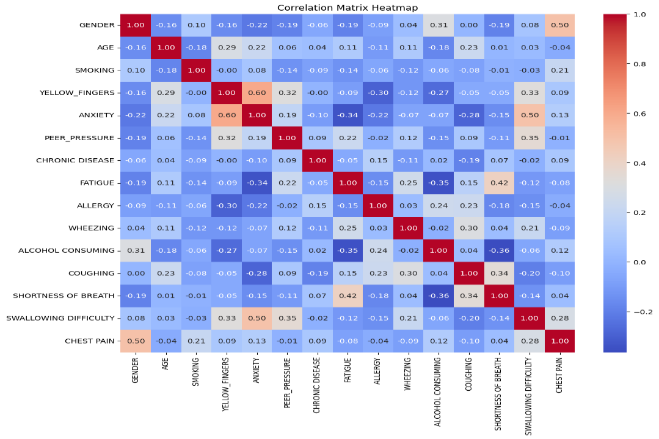 Correlation Matrix Heatmap
GENDER 1.00 -0.16 0.10 -0.16 -0.22 -0.19 -0.06 -0.19 -0.09 0.04 0.31 0.00 -0.19 0.08 0.50
AGE -0.16 1.00 -0.18 0.29 0.22 0.06 0.04 0.11 -0.11 0.11 -0.18 0.23 0.01 0.03 -0.04
SMOKING 0.10 -0.18 1.00 -0.00 0.08 -0.14 -0.09 -0.14 -0.06 -0.12 -0.06 -0.08 -0.01 -0.03 0.21
YELLOW_FINGERS -0.16 0.29 -0.00 1.00 0.60 0.32 -0.00 -0.09 -0.30 -0.12 -0.27 -0.05 -0.05 0.33 0.09
ANXIETY -0.22 0.22 0.08 0.60 1.00 0.19 -0.10 -0.34 -0.22 -0.07 -0.07 -0.28 -0.15 0.50 0.13
PEER_PRESSURE -0.19 0.06 -0.14 0.32 0.19 1.00 0.09 0.22 -0.02 0.12 -0.15 0.09 -0.11 0.35 -0.01
CHRONIC DISEASE -0.06 0.04 -0.09 -0.00 -0.10 0.09 1.00 -0.05 0.15 -0.11 0.02 -0.19 0.07 -0.02 0.09
FATIGUE -0.19 0.11 -0.14 -0.09 -0.34 0.22 -0.05 1.00 -0.15 0.25 -0.35 0.15 0.42 -0.12 -0.08
ALLERGY -0.09 -0.11 -0.06 -0.30 -0.22 -0.02 0.15 -0.15 1.00 0.03 0.24 0.23 -0.18 -0.15 -0.04
WHEEZING 0.04 0.11 -0.12 -0.12 -0.07 0.12 -0.11 0.25 0.03 1.00 -0.02 0.30 0.04 0.21 -0.09
ALCOHOL CONSUMING 0.31 -0.18 -0.06 -0.27 -0.07 -0.15 0.02 -0.35 0.24 -0.02 1.00 0.04 -0.36 -0.06 0.12
COUGHING 0.00 0.23 -0.08 -0.05 -0.28 0.09 -0.19 0.15 0.23 0.30 0.04 1.00 0.34 -0.20 -0.10
SHORTNESS OF BREATH -0.19 0.01 -0.01 -0.05 -0.15 -0.11 0.07 0.42 -0.18 0.04 -0.36 0.34 1.00 -0.14 0.04
SWALLOWING DIFFICULTY 0.08 0.03 -0.03 0.33 0.50 0.35 -0.02 -0.12 -0.15 0.21 -0.06 -0.20 -0.14 1.00 0.28
CHEST PAIN 0.50 -0.04 0.21 0.09 0.13 -0.01 0.09 -0.08 -0.04 -0.09 0.12 -0.10 0.04 0.28 1.00
GENDER
AGE
SMOKING
YELLOW_FINGERS
ANXIETY
PEER_PRESSURE
CHRONIC DISEASE
FATIGUE
ALLERGY
WHEEZING
ALCOHOL CONSUMING
COUGHING
SHORTNESS OF BREATH
SWALLOWING DIFFICULTY
CHEST PAIN
1.0
0.8
0.6
0.4
0.2
0.0
−0.2